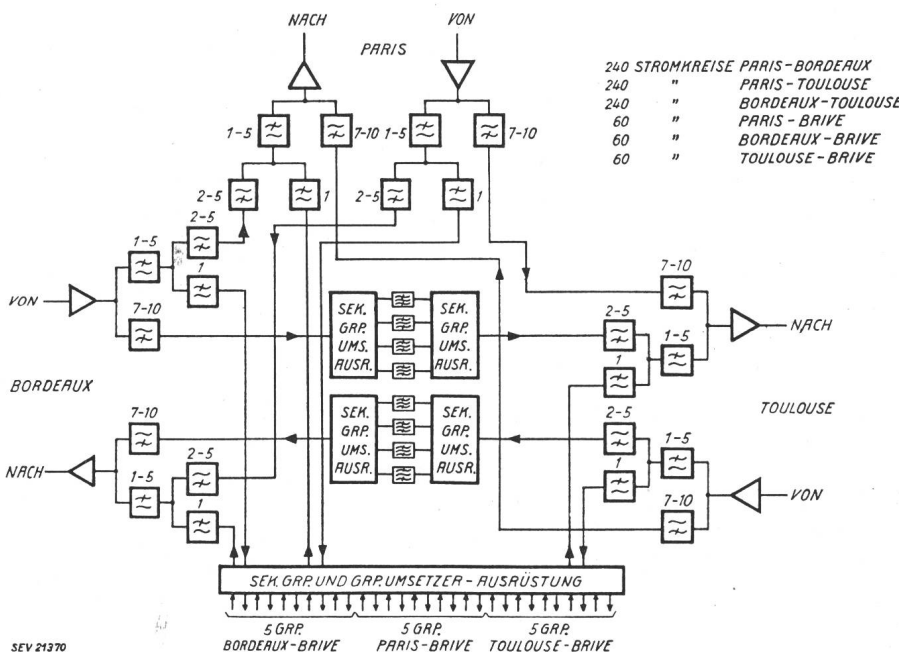 NACH
VON
PARIS
240 STROMKREISE PARIS-BORDEAUX
240 " PARIS-TOULOUSE
240 " BORDEAUX-TOULOUSE
60 " PARIS-BRIVE
60 " BORDEAUX-BRIVE
60 " TOULOUSE-BRIVE
1-5
7-10
1-5
7-10
2-5
1
2-5
1
2-5
1-5
1
VON
7-10
7-10
2-5
1-5
1
NACH
SEK.
GRP.
UMS.
AUSR.
SEK.
GRP.
UMS.
AUSR.
BORDEAUX
TOULOUSE
SEK.
GRP.
UMS.
AUSR.
SEK.
GRP.
UMS.
AUSR.
7-10
NACH
2-5
1-5
1
2-5
1-5
1
VON
7-10
SEK. GRP. UND GRP. UMSETZER-AUSRÜSTUNG
5 GRP.
BORDEAUX-BRIVE
5 GRP.
PARIS-BRIVE
5 GRP.
TOULOUSE-BRIVE
SEV 21370